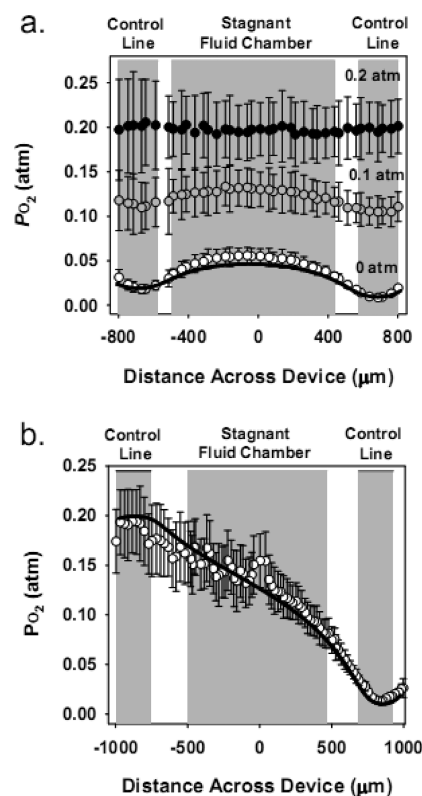 a.
Control Line
Stagnant Fluid Chamber
Control Line
0.25
0.20
0.15
0.10
0.05
0.00
PO2 (atm)
0.2 atm
0.1 atm
0 atm
-800
-400
0
400
800
Distance Across Device (μm)
b.
Control Line
Stagnant Fluid Chamber
Control Line
0.25
0.20
0.15
0.10
0.05
0.00
PO2 (atm)
-1000
-500
0
500
1000
Distance Across Device (μm)